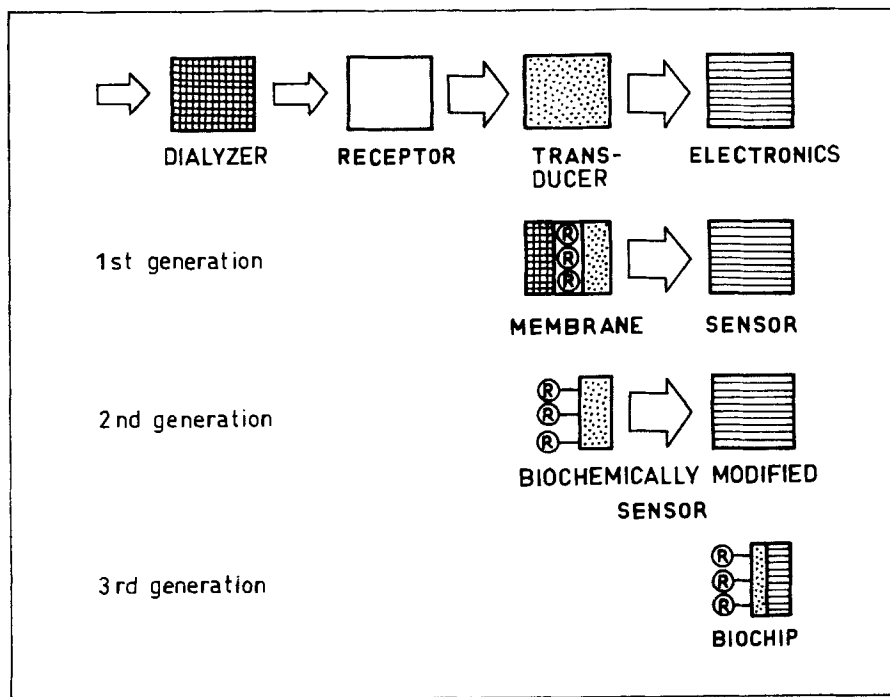 DIALYZER RECEPTOR TRANS- ELECTRONICS
DUCER
1st generation
R
R
R
MEMBRANE SENSOR
2nd generation
R
R
R
BIOCHEMICALLY MODIFIED
SENSOR
3rd generation
R
R
R
BIOCHIP